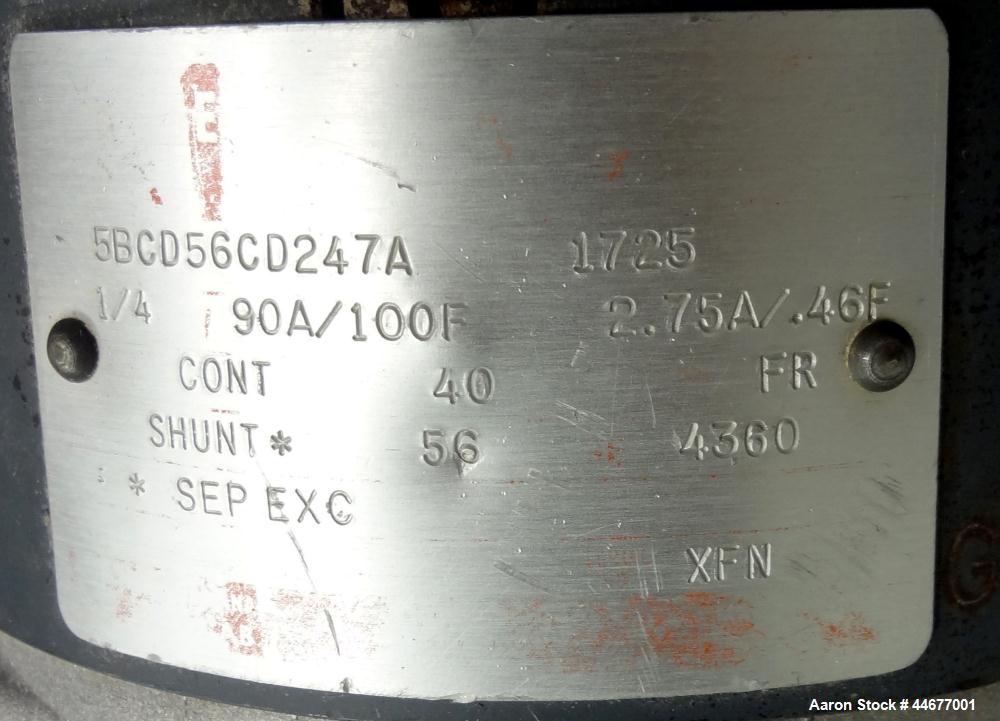 5BCD56CD247A 1725
1/4 90A/100F 2.75A/.46F
CONT 40 FR
SHUNT* 56 4360
* SEP EXC
XFN
G
Aaron Stock # 44677001